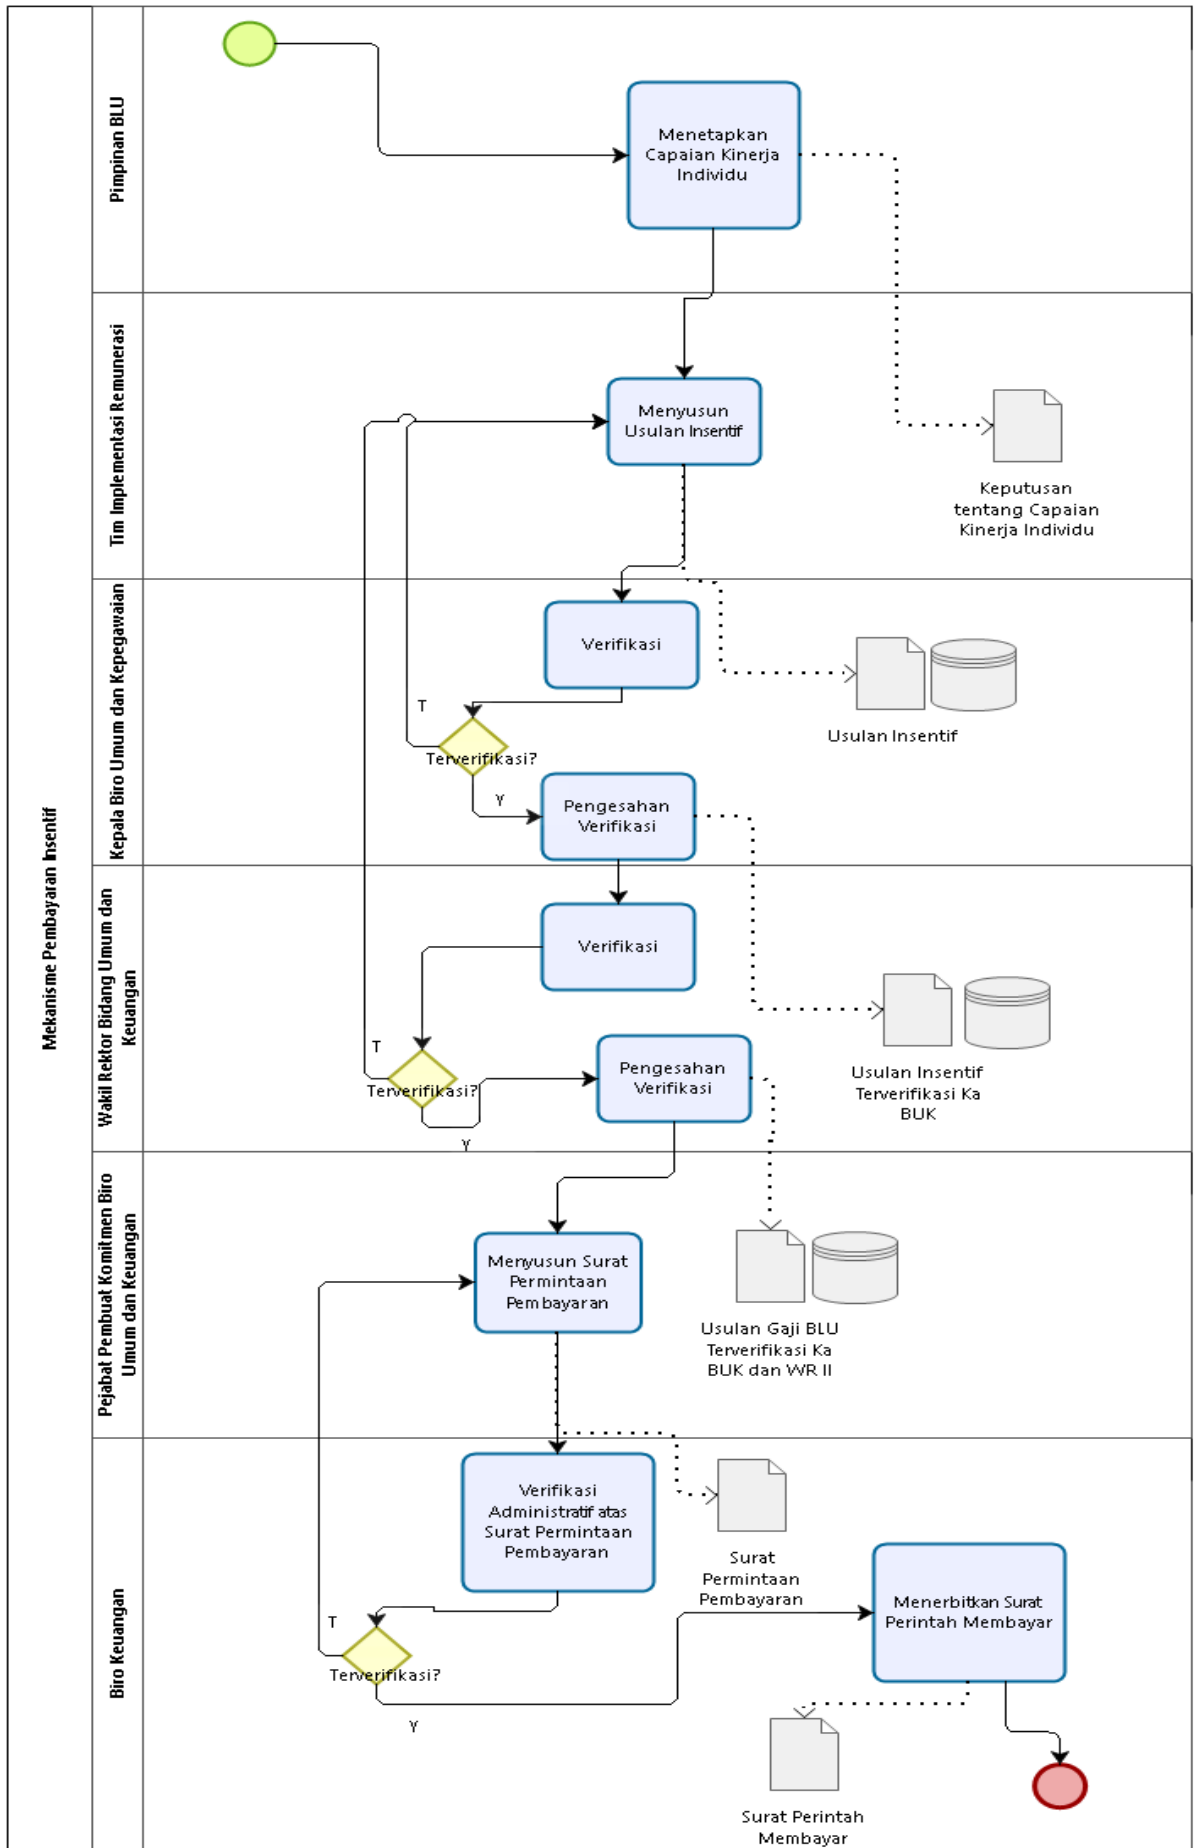 Mekanisme Pembayaran Insentif
Pimpinan BLU
Menetapkan
Capaian Kinerja
Individu
Tim Implementasi Remunerasi
Menyusun
Usulan Insentif
Keputusan
tentang Capaian
Kinerja Individu
Kepala Biro Umum dan Kepegawaian
Verifikasi
T
Terverifikasi?
Usulan Insentif
Y
Pengesahan
Verifikasi
Wakil Rektor Bidang Umum dan
Keuangan
Verifikasi
T
Terverifikasi?
Y
Pengesahan
Verifikasi
Usulan Insentif
Terverifikasi Ka
BUK
Pejabat Pembuat Komitmen Biro
Umum dan Keuangan
Menyusun Surat
Permintaan
Pembayaran
Usulan Gaji BLU
Terverifikasi Ka
BUK dan WR II
Biro Keuangan
Verifikasi
Administratif atas
Surat Permintaan
Pembayaran
Surat
Permintaan
Pembayaran
T
Terverifikasi?
Y
Menerbitkan Surat
Perintah Membayar
Surat Perintah
Membayar